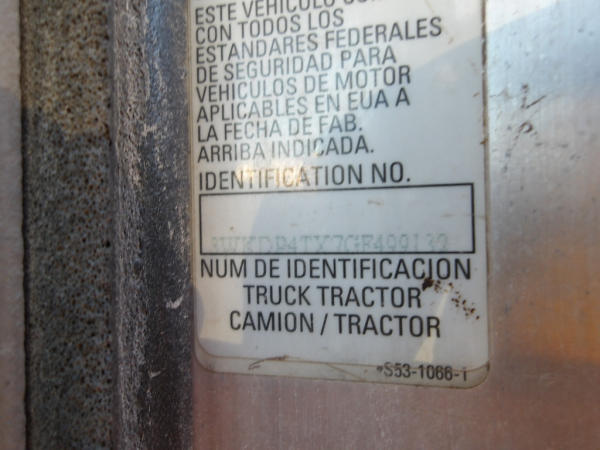 ESTE VEHICULO
CON TODOS LOS
ESTANDARES FEDERALES
DE SEGURIDAD PARA
VEHICULOS DE MOTOR
APLICABLES EN EUA A
LA FECHA DE FAB.
ARRIBA INDICADA.
IDENTIFICATION NO.
NUM DE IDENTIFICACION
TRUCK TRACTOR
CAMION / TRACTOR
S53-1066-1